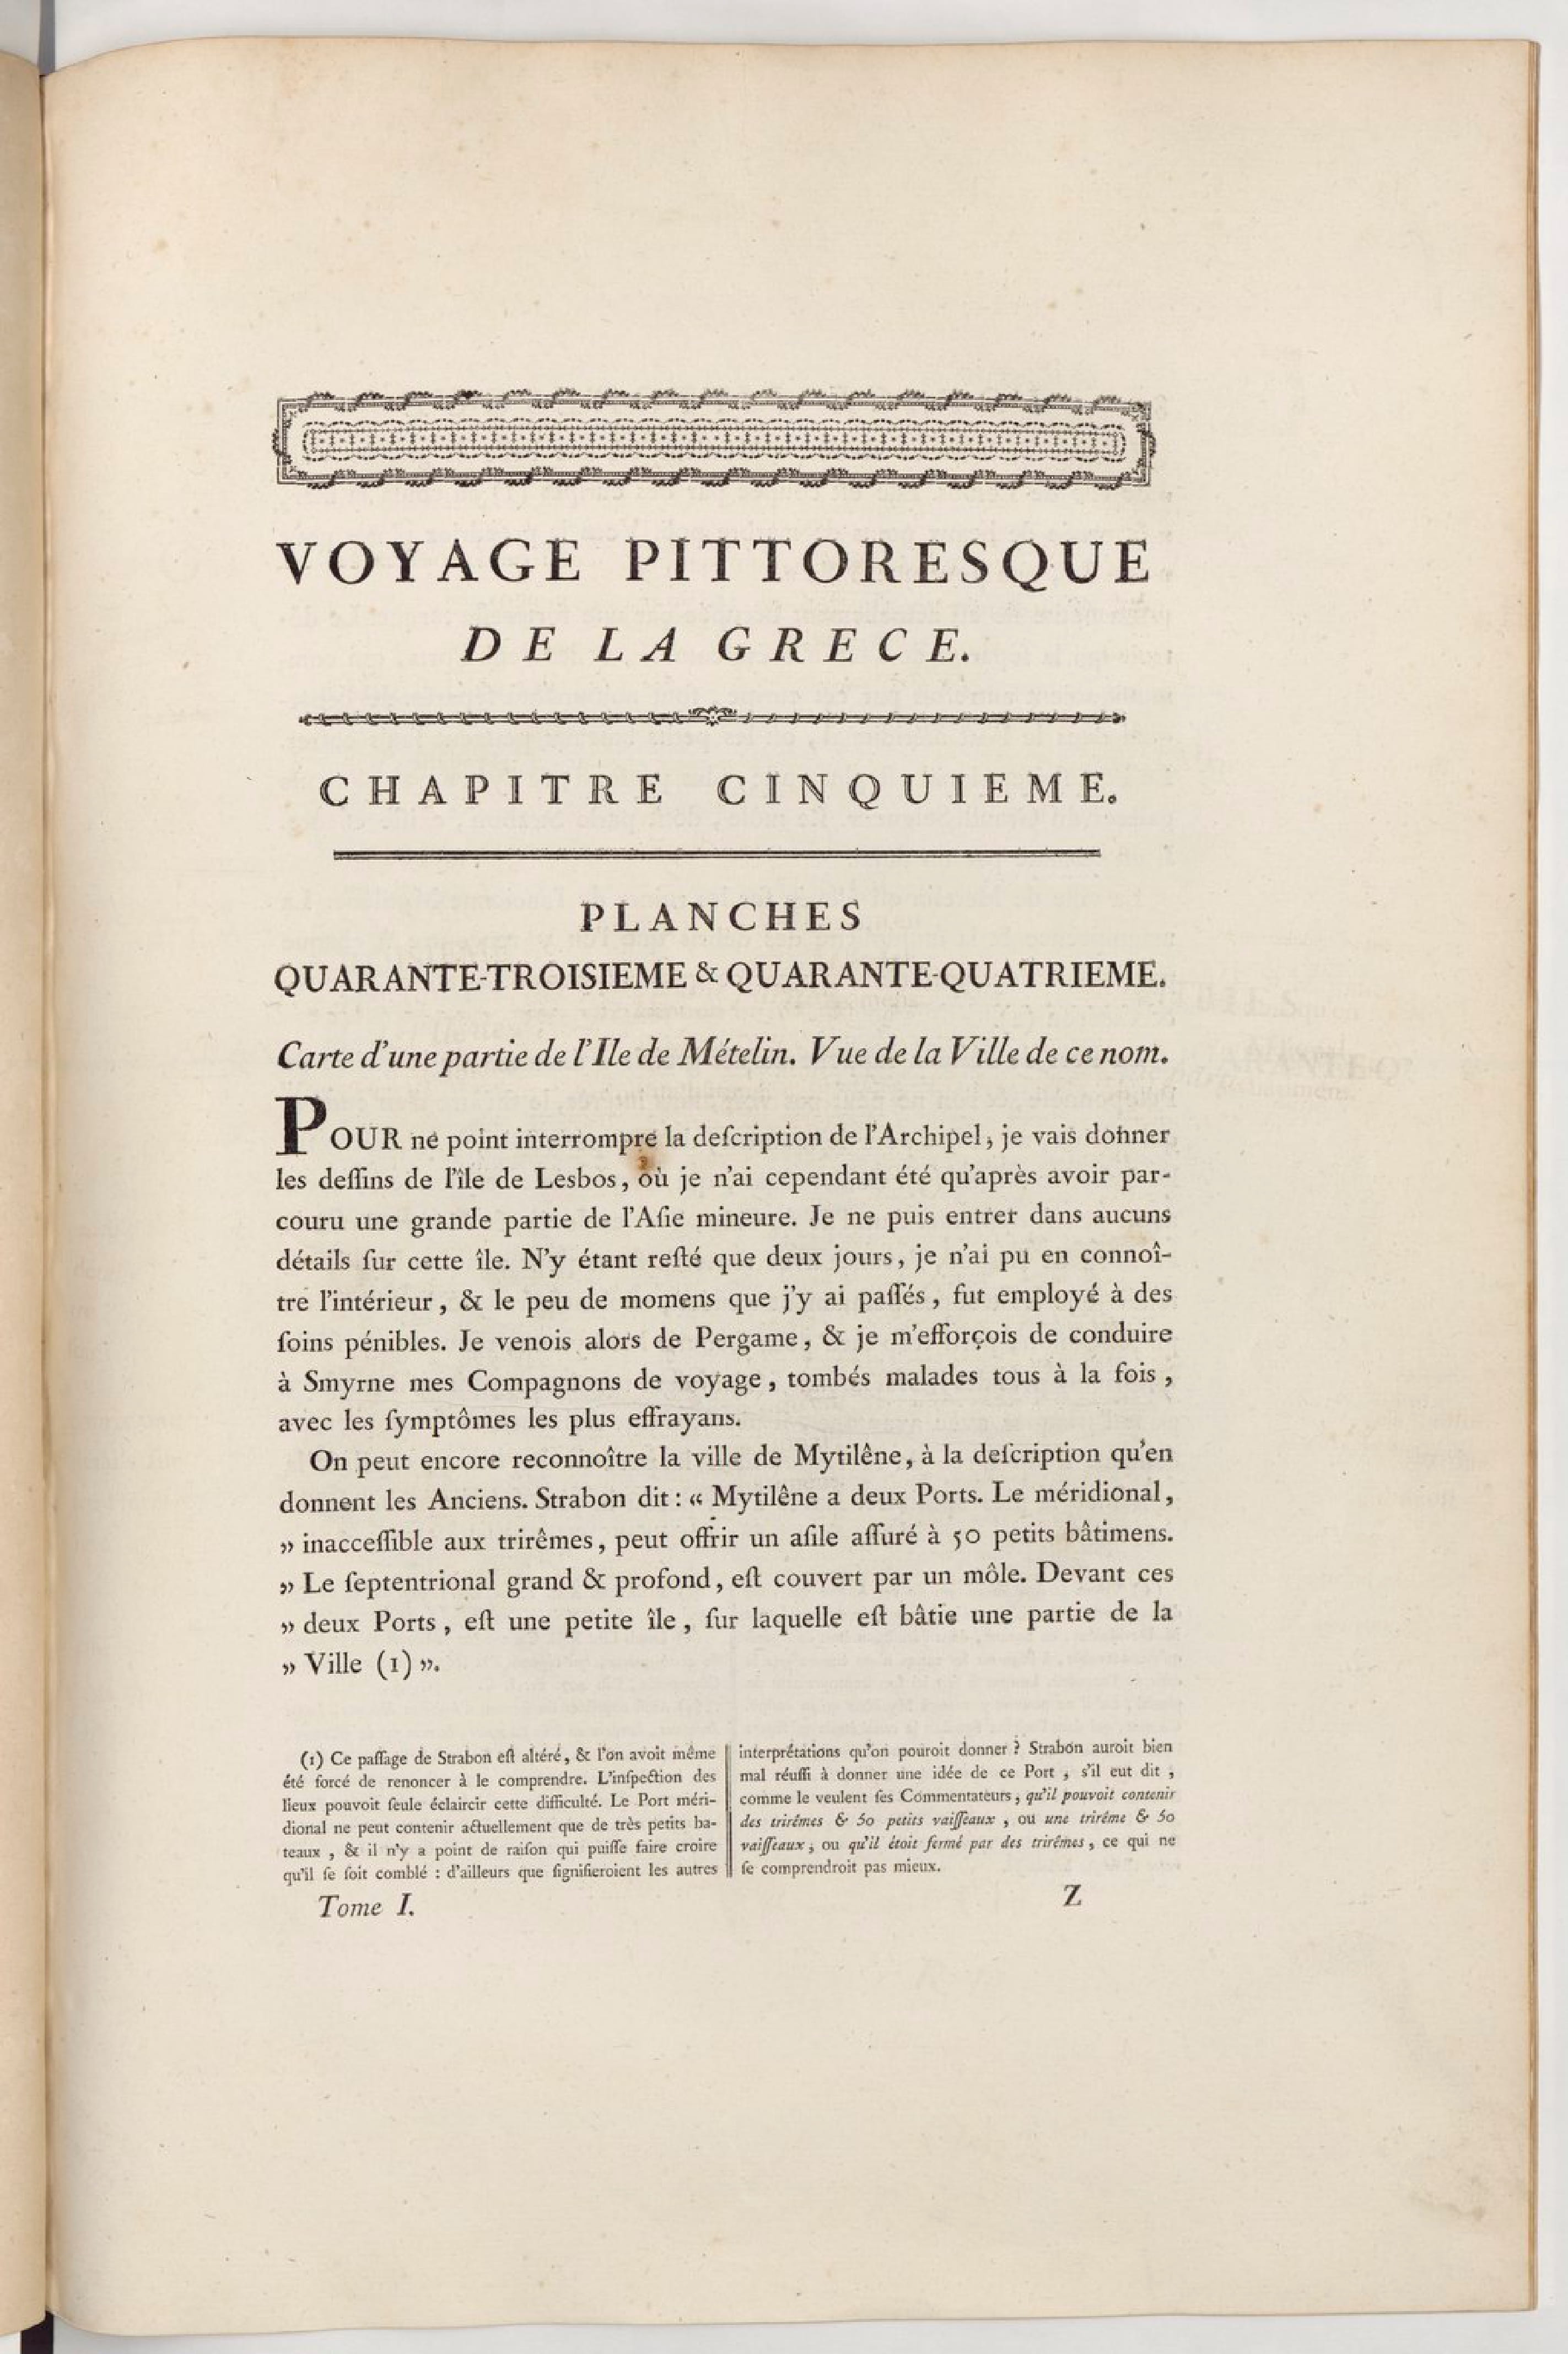 VOYAGE PITTORESQUE
DE LA GRECE.
CHAPITRE CINQUIEME.
PLANCHES
QUARANTE-TROISIEME & QUARANTE-QUATRIEME.
Carte d'une partie de l'Ile de Mételin. Vue de la Ville de ce nom.
POUR ne point interrompre la deſcription de l'Archipel, je vais donner
les deſſins de l'île de Lesbos, où je n'ai cependant été qu'après avoir par-
couru une grande partie de l'Aſie mineure. Je ne puis entrer dans aucuns
détails ſur cette île. N'y étant reſté que deux jours, je n'ai pu en connoî-
tre l'intérieur, & le peu de momens que j'y ai paſſés, fut employé à des
ſoins pénibles. Je venois alors de Pergame, & je m'efforçois de conduire
à Smyrne mes Compagnons de voyage, tombés malades tous à la fois,
avec les ſymptômes les plus effrayans.
On peut encore reconnoître la ville de Mytilêne, à la deſcription qu'en
donnent les Anciens. Strabon dit : « Mytilêne a deux Ports. Le méridional,
» inacceſſible aux trirêmes, peut offrir un aſile aſſuré à 50 petits bâtimens.
» Le ſeptentrional grand & profond, eſt couvert par un môle. Devant ces
» deux Ports, eſt une petite île, ſur laquelle eſt bâtie une partie de la
» Ville (1) ».
(1) Ce paſſage de Strabon eſt altéré, & l'on avoit même
été forcé de renoncer à le comprendre. L'inſpection des
lieux pouvoit ſeule éclaircir cette difficulté. Le Port méri-
dional ne peut contenir actuellement que de très petits ba-
teaux, & il n'y a point de raiſon qui puiſſe faire croire
qu'il ſe ſoit comblé : d'ailleurs que ſignifieroient les autres
interprétations qu'on pouroit donner ? Strabon auroit bien
mal réuſſi à donner une idée de ce Port, s'il eut dit,
comme le veulent ſes Commentateurs, qu'il pouvoit contenir
des trirêmes & 50 petits vaiſſeaux, ou une trirême & 50
vaiſſeaux; ou qu'il étoit fermé par des trirêmes, ce qui ne
ſe comprendroit pas mieux.
Tome I.
Z